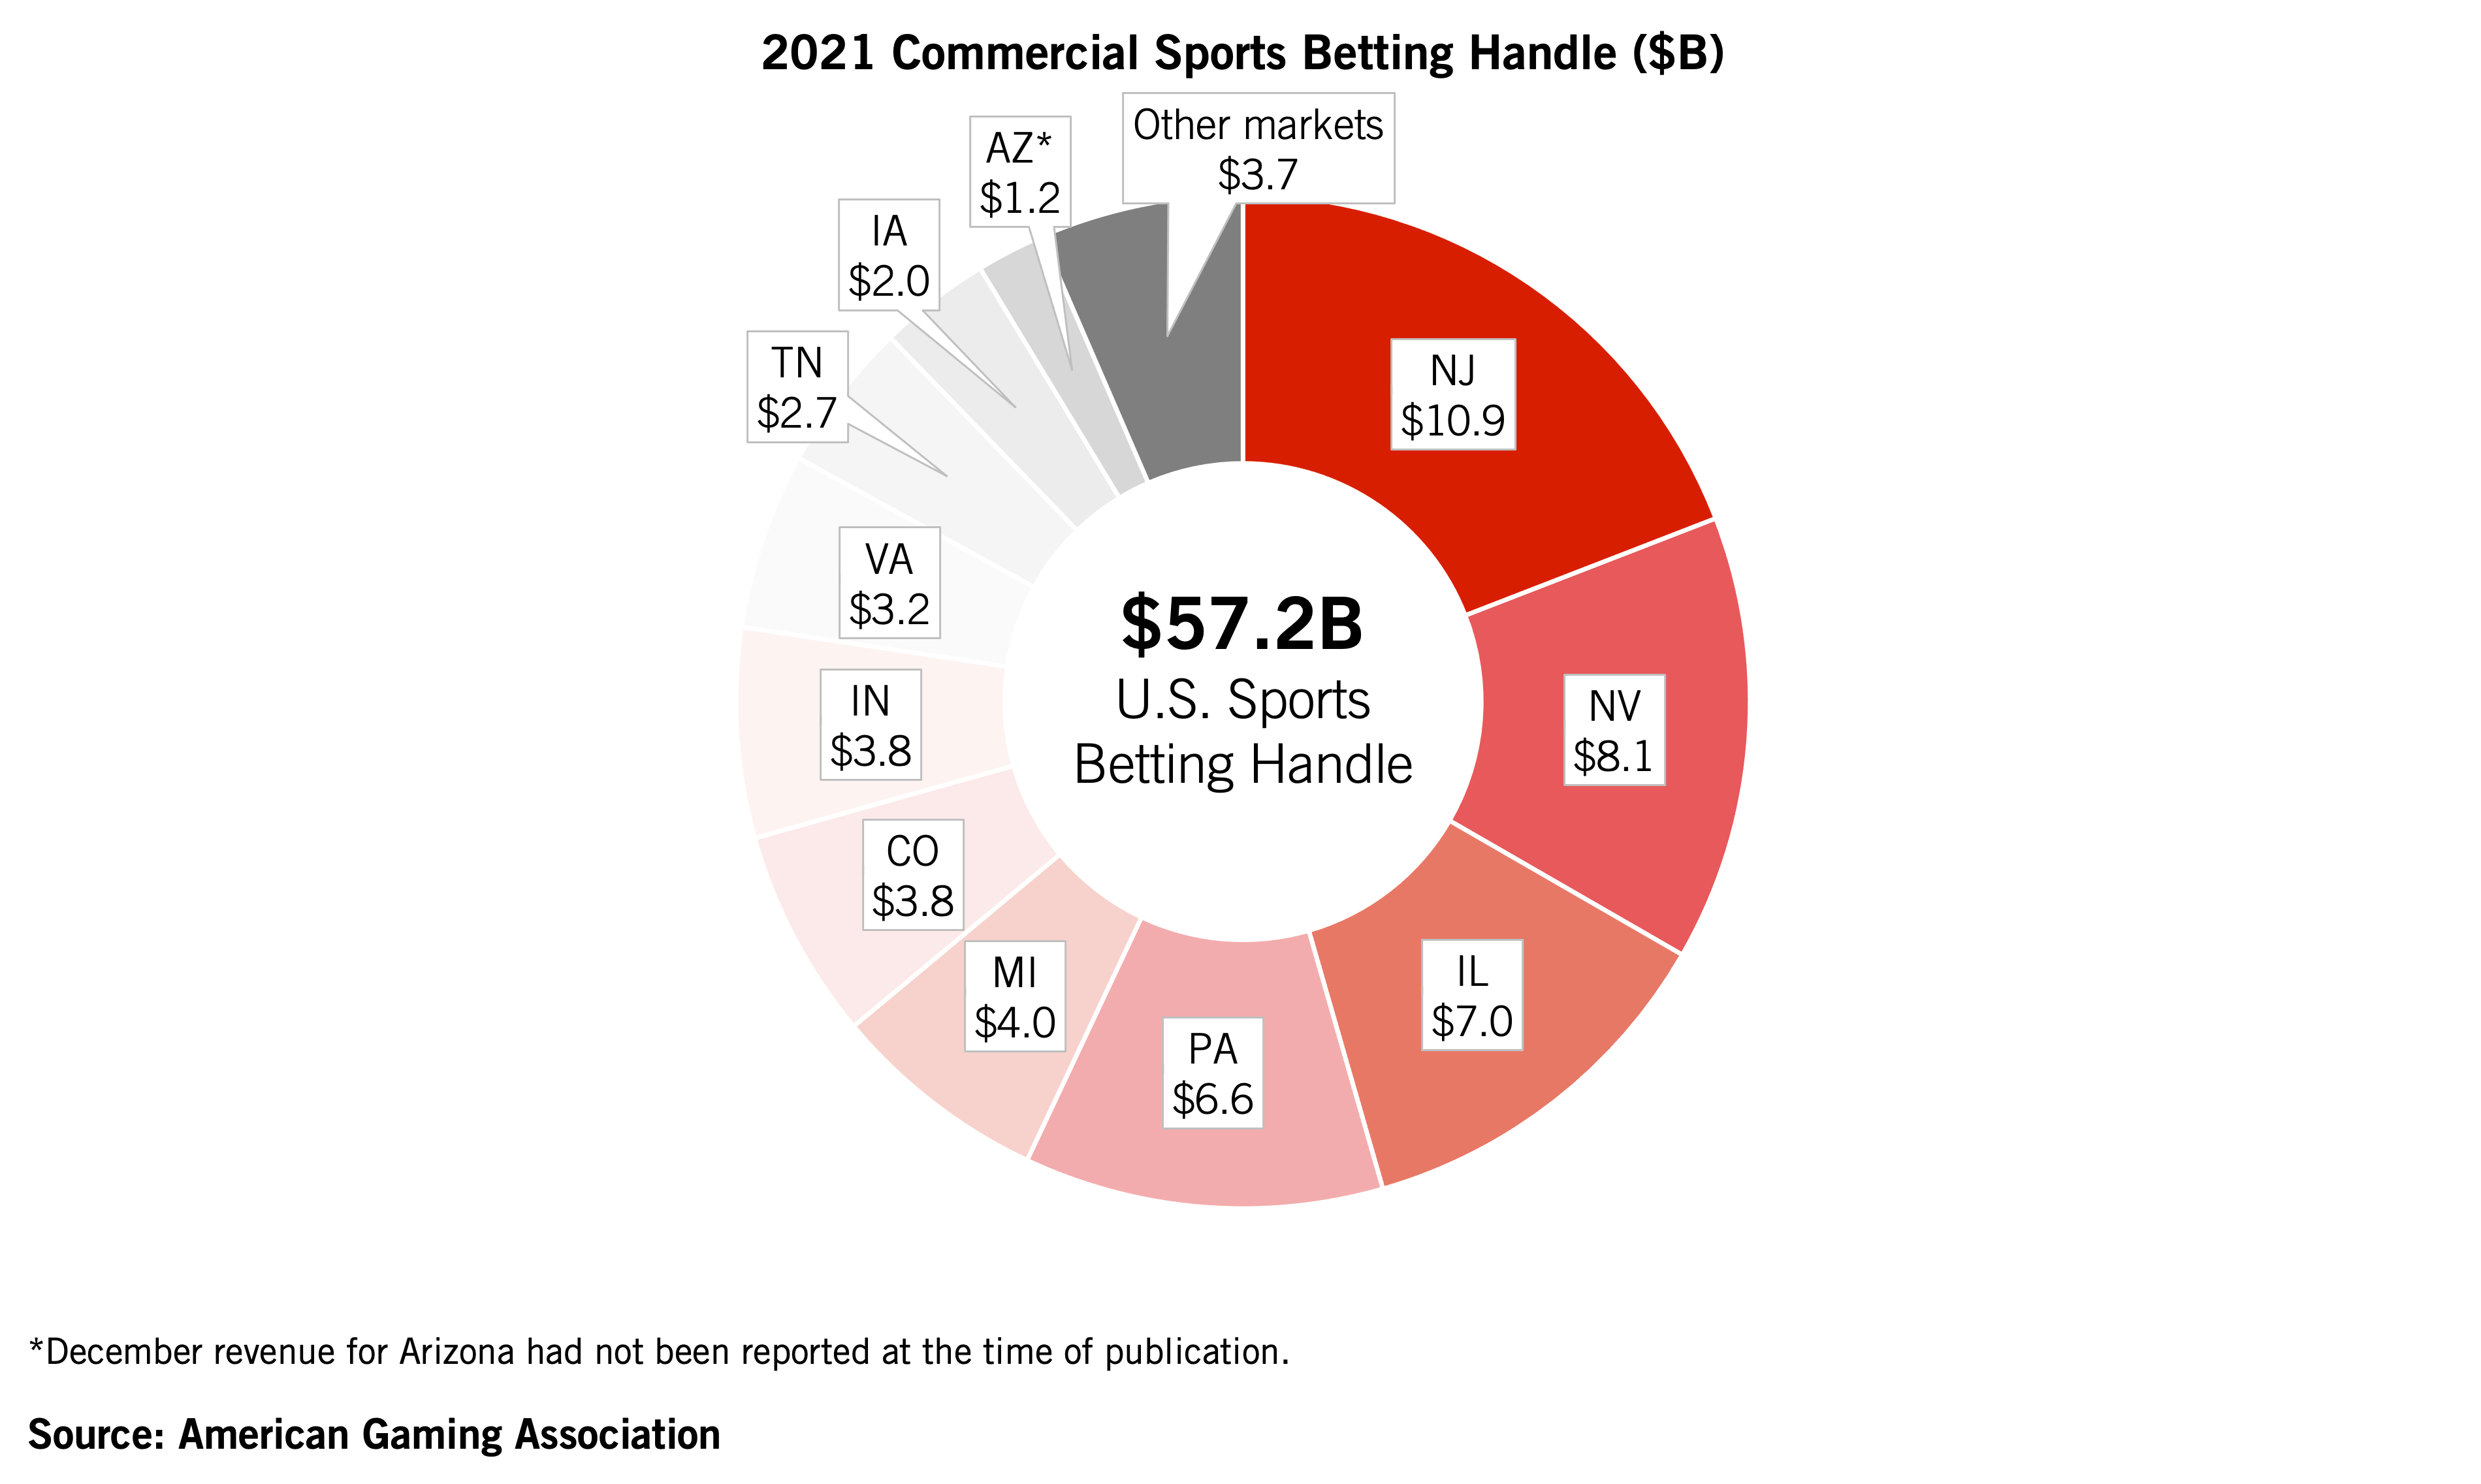 2021 Commercial Sports Betting Handle ($B)
Other markets
$3.7
AZ*
$1.2
IA
$2.0
TN
$2.7
NJ
$10.9
VA
$3.2
$57.2B
U.S. Sports
Betting Handle
IN
$3.8
NV
$8.1
CO
$3.8
MI
$4.0
IL
$7.0
PA
$6.6
*December revenue for Arizona had not been reported at the time of publication.
Source: American Gaming Association